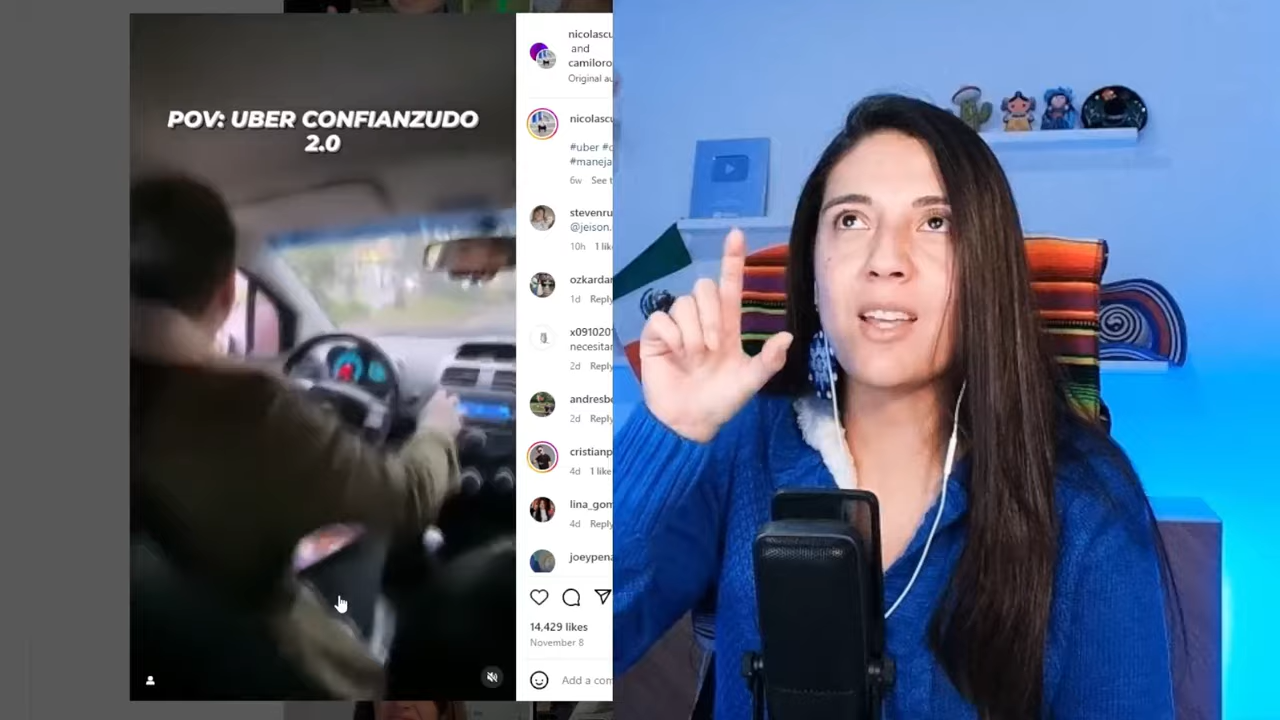 POV: UBER CONFIANZUDO
2.0
nicolascu
and
camiloro
Original au
nicolascu
#uber #c
#maneja
6w See t
stevenru
@jeison.
10h 1 lik
ozkardar
1d Reply
x091020
necesitar
2d Reply
andresbo
2d Reply
cristianp
4d 1 like
lina_gom
4d Reply
joeypena
14,429 likes
November 8
Add a com